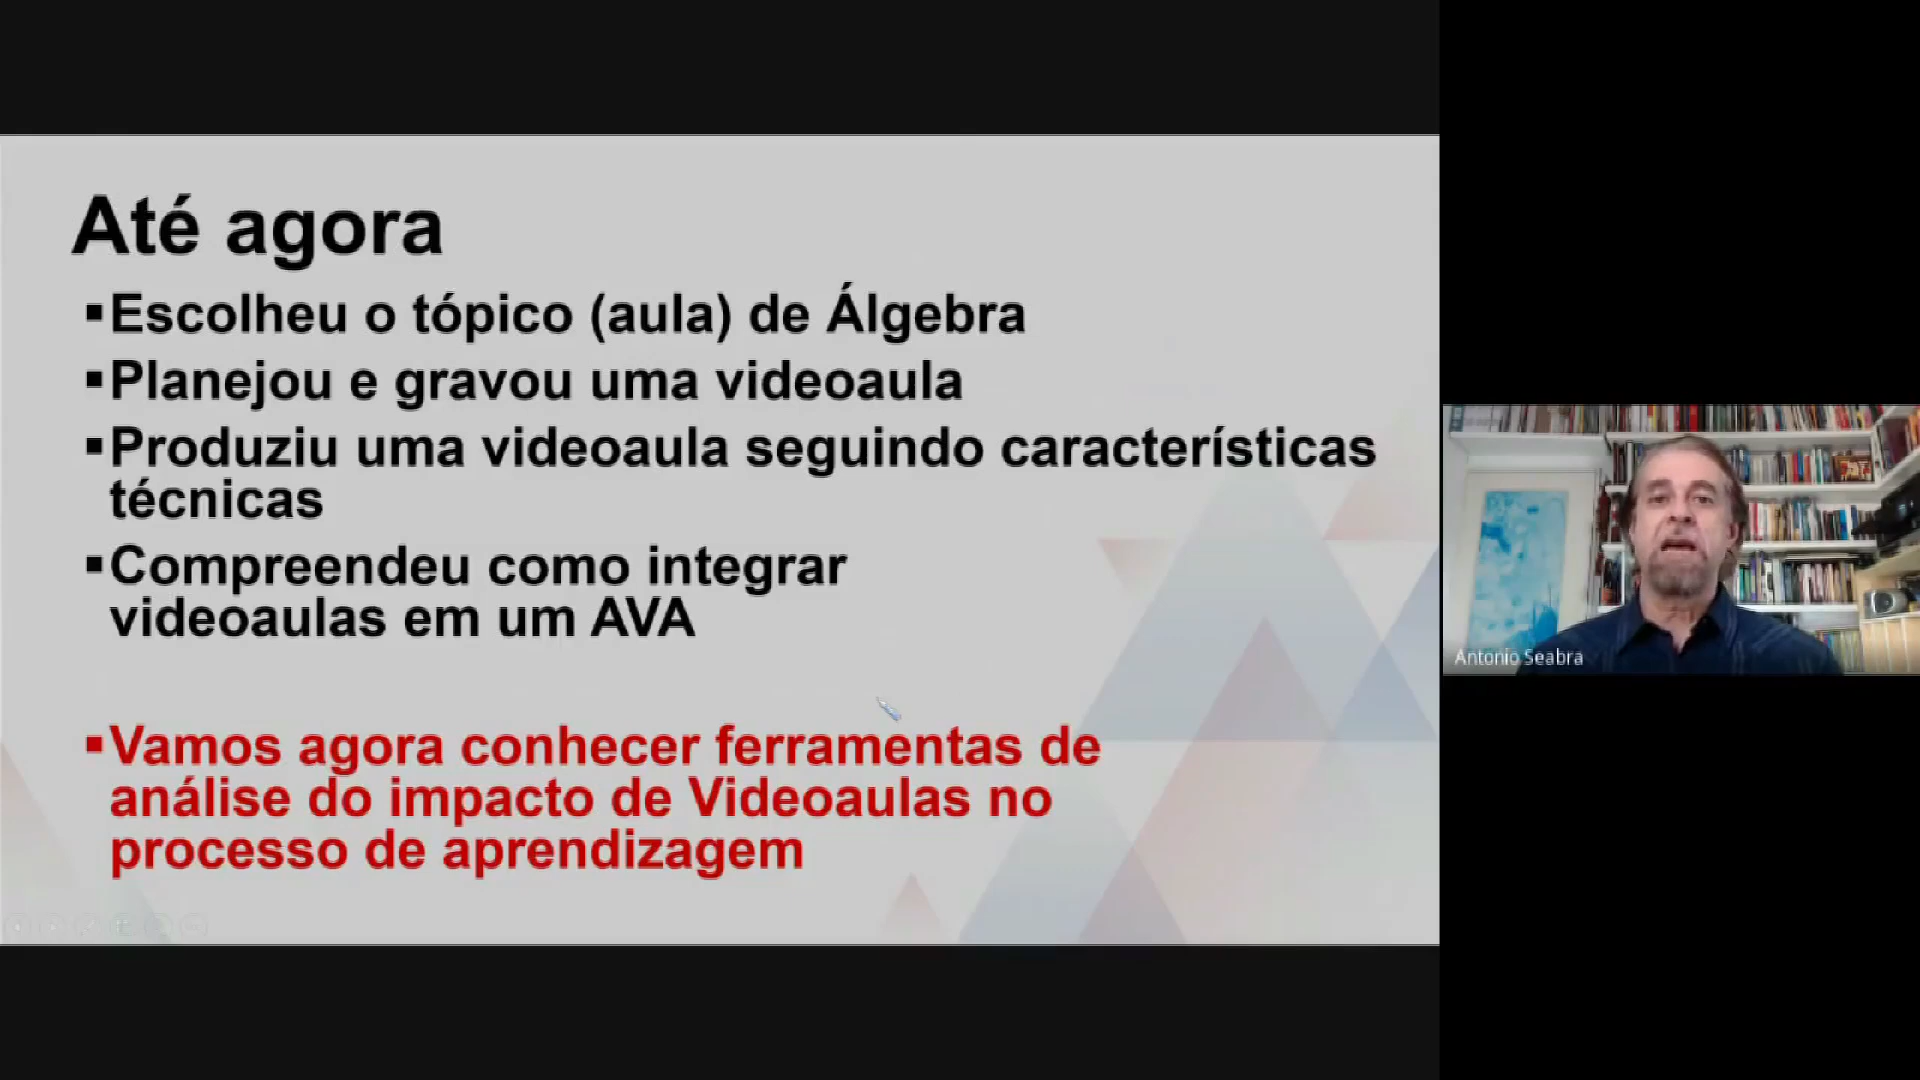 Até agora
▪Escolheu o tópico (aula) de Álgebra
▪Planejou e gravou uma videoaula
▪Produziu uma videoaula seguindo características
técnicas
▪Compreendeu como integrar
videoaulas em um AVA
▪Vamos agora conhecer ferramentas de
análise do impacto de Videoaulas no
processo de aprendizagem
Antonio Seabra